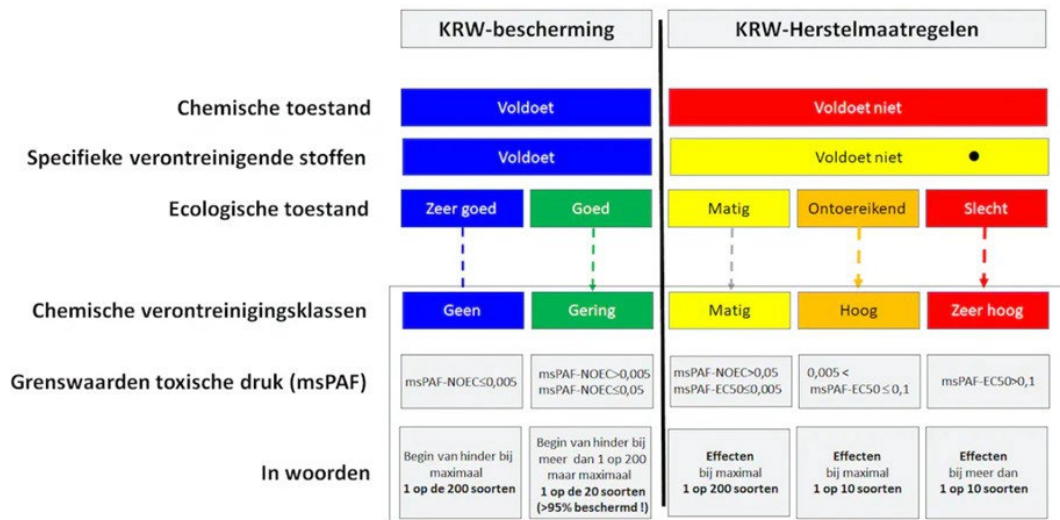 KRW-bescherming
KRW-Herstelmaatregelen
Chemische toestand
Voldoet
Voldoet niet
Specifieke verontreinigende stoffen
Voldoet
Voldoet niet
Ecologische toestand
Zeer goed
Goed
Matig
Ontoereikend
Slecht
Chemische verontreinigingsklassen
Geen
Gering
Matig
Hoog
Zeer hoog
Grenswaarden toxische druk (msPAF)
msPAF-NOEC≤0,005
msPAF-NOEC>0,005
msPAF-NOEC≤0,05
msPAF-NOEC>0,05
msPAF-EC50≤0,005
0,005 <
msPAF-EC50 ≤ 0,1
msPAF-EC50>0,1
In woorden
Begin van hinder bij
maximaal
1 op de 200 soorten
Begin van hinder bij
meer dan 1 op 200
maar maximaal
1 op de 20 soorten
(>95% beschermd !)
Effecten
bij maximal
1 op 200 soorten
Effecten
bij maximal
1 op 10 soorten
Effecten
bij meer dan
1 op 10 soorten